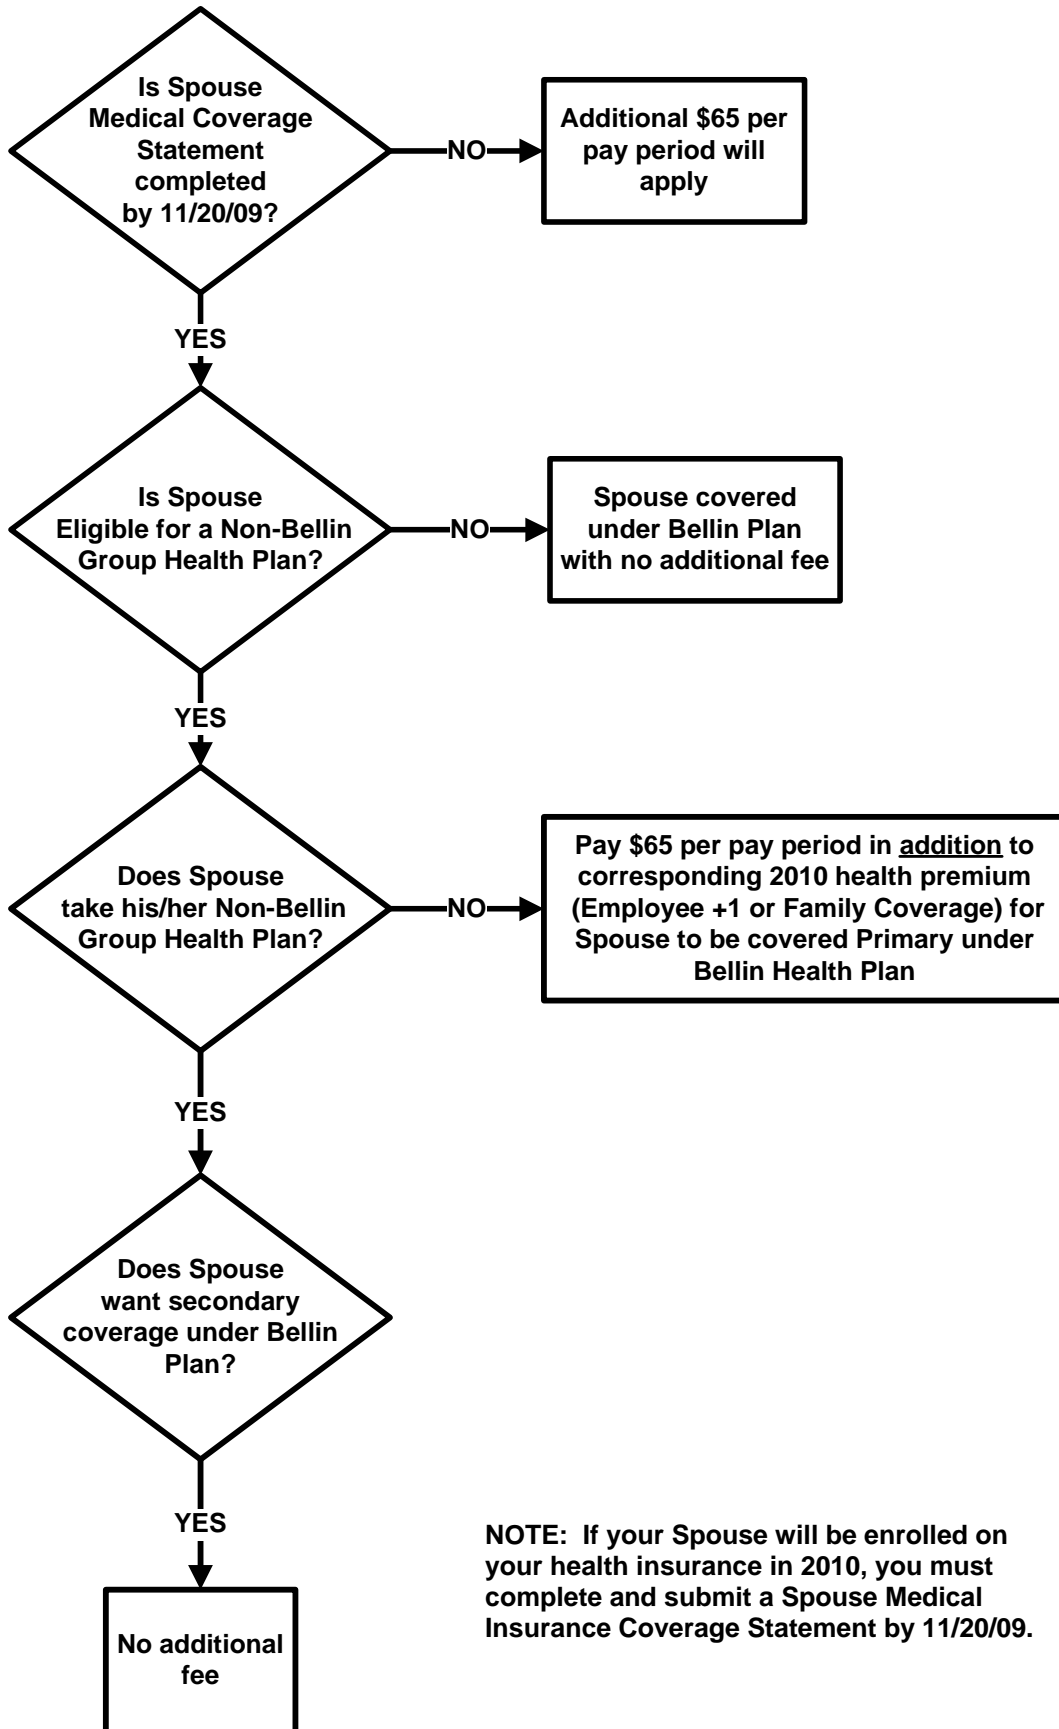 Is Spouse
Medical Coverage
Statement
completed
by 11/20/09?
NO
Additional $65 per
pay period will
apply
YES
Is Spouse
Eligible for a Non-Bellin
Group Health Plan?
NO
Spouse covered
under Bellin Plan
with no additional fee
YES
Does Spouse
take his/her Non-Bellin
Group Health Plan?
NO
Pay $65 per pay period in addition to
corresponding 2010 health premium
(Employee +1 or Family Coverage) for
Spouse to be covered Primary under
Bellin Health Plan
YES
Does Spouse
want secondary
coverage under Bellin
Plan?
YES
No additional
fee
NOTE:  If your Spouse will be enrolled on
your health insurance in 2010, you must
complete and submit a Spouse Medical
Insurance Coverage Statement by 11/20/09.